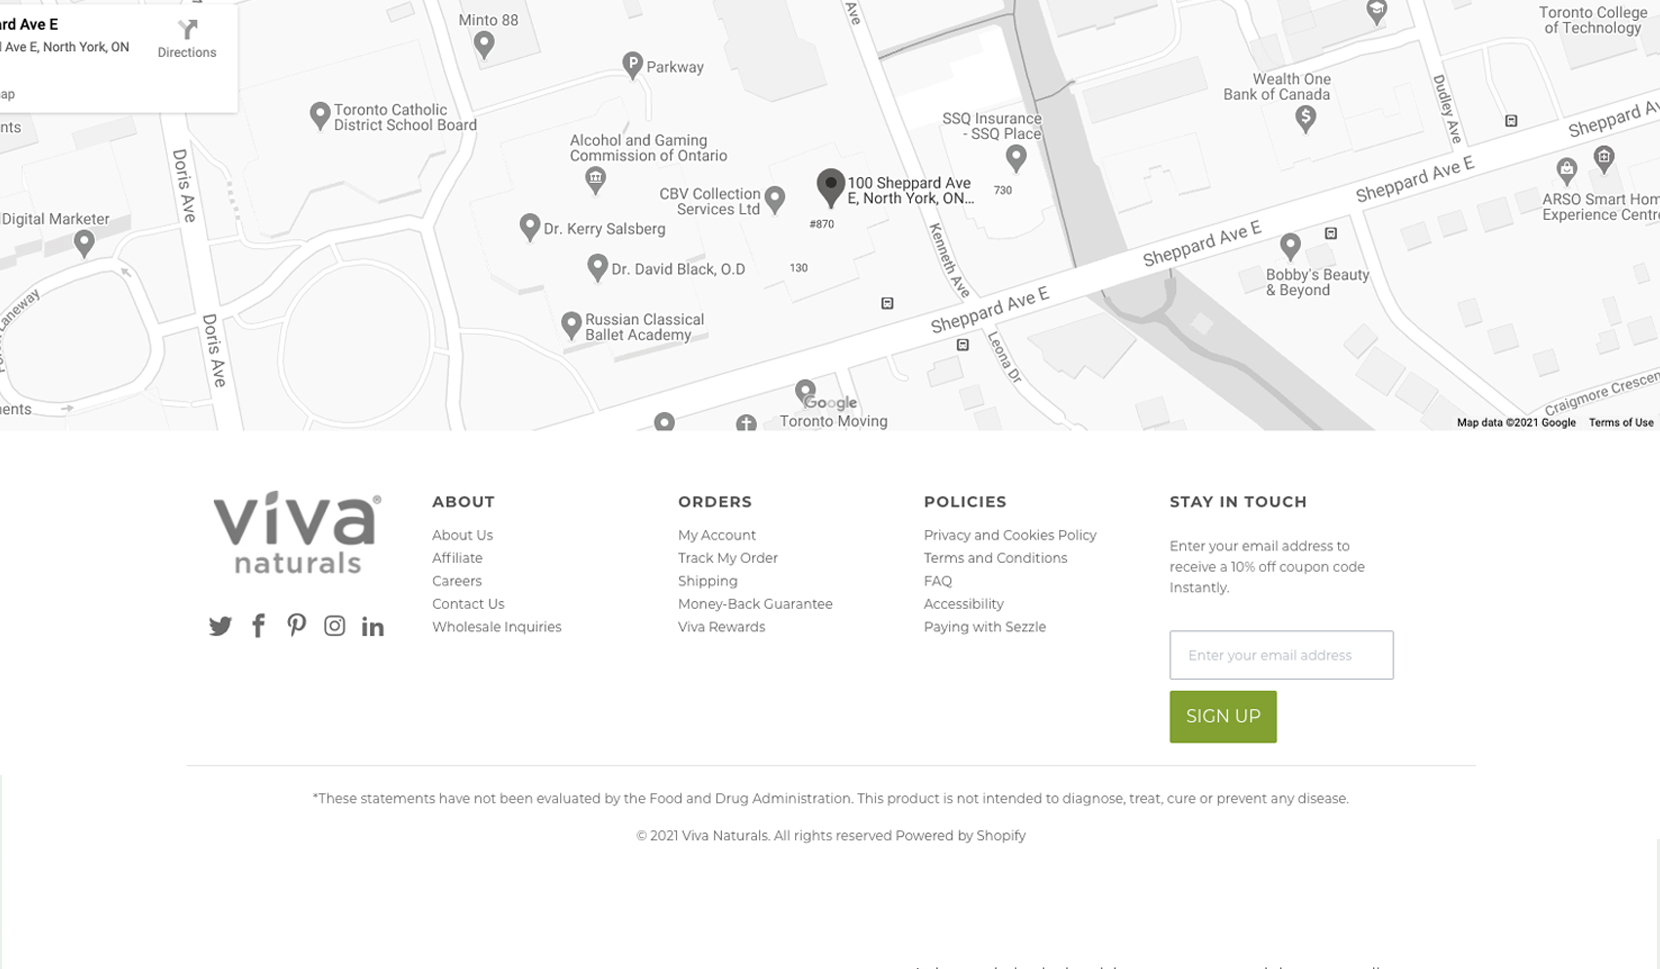 rd Ave E
Ave E, North York, ON
Directions
ap
nts
Minto 88
Parkway
Toronto Catholic
District School Board
Alcohol and Gaming
Commission of Ontario
CBV Collection
Services Ltd
100 Sheppard Ave
E, North York, ON...
#870
130
Dr. Kerry Salsberg
Dr. David Black, O.D
Russian Classical
Ballet Academy
Digital Marketer
Doris Ave
Doris Ave
Laneway
ents
Ave
Kenneth Ave
SSQ Insurance
- SSQ Place
730
Wealth One
Bank of Canada
Dudley Ave
Toronto College
of Technology
Sheppard Av
Sheppard Ave E
Sheppard Ave E
Sheppard Ave E
ARSO Smart Hom
Experience Centr
Bobby's Beauty
& Beyond
Leona Dr
Craigmore Crescen
Google
Toronto Moving
Map data ©2021 Google
Terms of Use
viva®
naturals
ABOUT
About Us
Affiliate
Careers
Contact Us
Wholesale Inquiries
ORDERS
My Account
Track My Order
Shipping
Money-Back Guarantee
Viva Rewards
POLICIES
Privacy and Cookies Policy
Terms and Conditions
FAQ
Accessibility
Paying with Sezzle
STAY IN TOUCH
Enter your email address to
receive a 10% off coupon code
Instantly.
Enter your email address
SIGN UP
*These statements have not been evaluated by the Food and Drug Administration. This product is not intended to diagnose, treat, cure or prevent any disease.
© 2021 Viva Naturals. All rights reserved Powered by Shopify